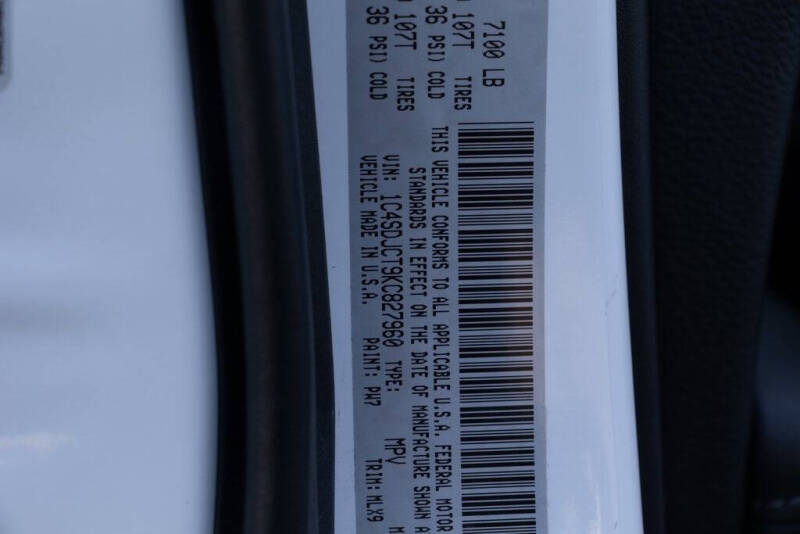 7100 LB
107T TIRES
36 PSI) COLD
107T TIRES
36 PSI) COLD
THIS VEHICLE CONFORMS TO ALL APPLICABLE U.S.A. FEDERAL MOTOR
STANDARDS IN EFFECT ON THE DATE OF MANUFACTURE SHOWN A
VIN: 1C4SDJCT9KC827960 TYPE: MPV
VEHICLE MADE IN U.S.A. PAINT: PW7 TRIM: MLX9